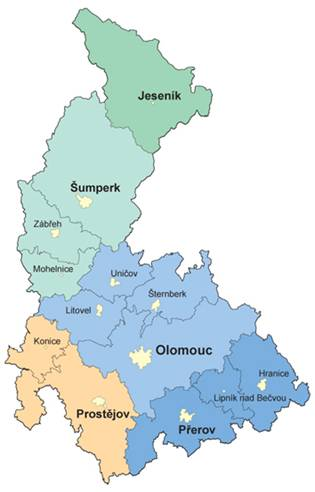 Jeseník
Šumperk
Zábřeh
Mohelnice
Uničov
Šternberk
Litovel
Konice
Olomouc
Hranice
Lipník nad Bečvou
Prostějov
Přerov